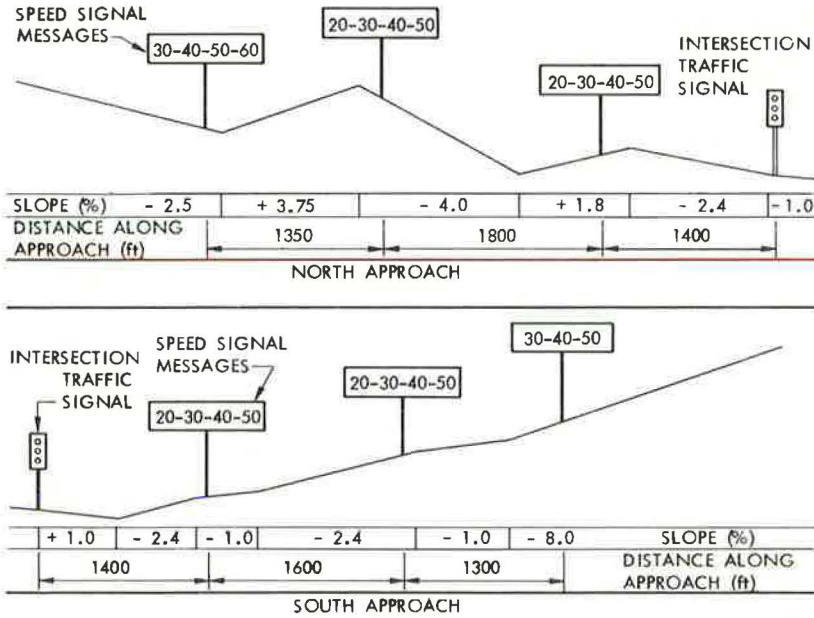 SPEED SIGNAL
MESSAGES
30-40-50-60
20-30-40-50
20-30-40-50
INTERSECTION
TRAFFIC
SIGNAL
SLOPE (%) - 2.5 + 3.75 - 4.0 + 1.8 - 2.4 - 1.0
DISTANCE ALONG
APPROACH (ft)
1350 1800 1400
NORTH APPROACH
INTERSECTION
TRAFFIC
SIGNAL
SPEED SIGNAL
MESSAGES
20-30-40-50
20-30-40-50
30-40-50
+ 1.0 - 2.4 - 1.0 - 2.4 - 1.0 - 8.0 SLOPE (%)
1400 1600 1300
DISTANCE ALONG
APPROACH (ft)
SOUTH APPROACH